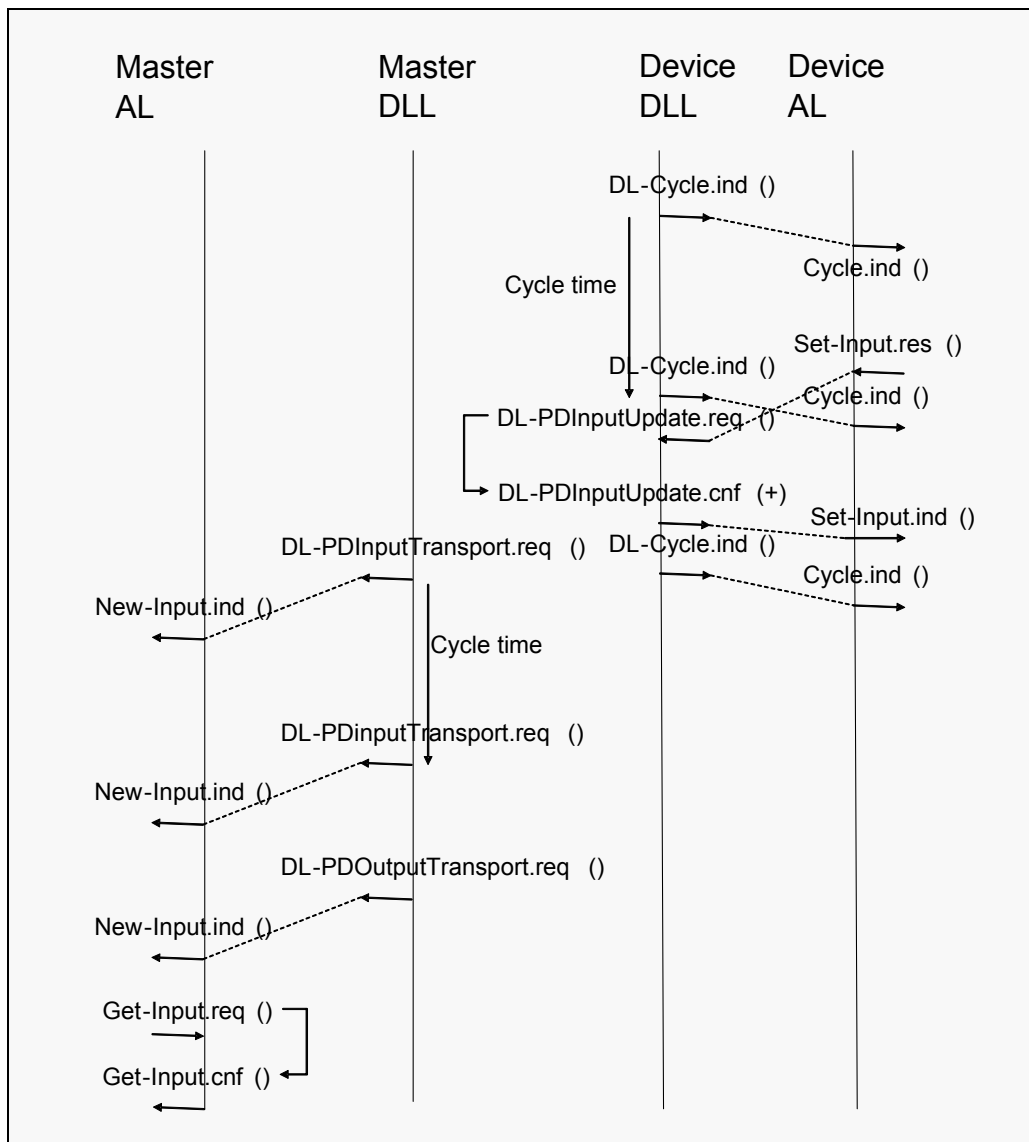 Master
AL
Master
DLL
Device
DLL
Device
AL
DL-Cycle.ind ()
Cycle.ind ()
Cycle time
Set-Input.res ()
DL-Cycle.ind ()
Cycle.ind ()
DL-PDInputUpdate.req ()
DL-PDInputUpdate.cnf (+)
Set-Input.ind ()
DL-PDInputTransport.req ()
DL-Cycle.ind ()
Cycle.ind ()
New-Input.ind ()
Cycle time
DL-PDinputTransport.req ()
New-Input.ind ()
DL-PDOutputTransport.req ()
New-Input.ind ()
Get-Input.req ()
Get-Input.cnf ()